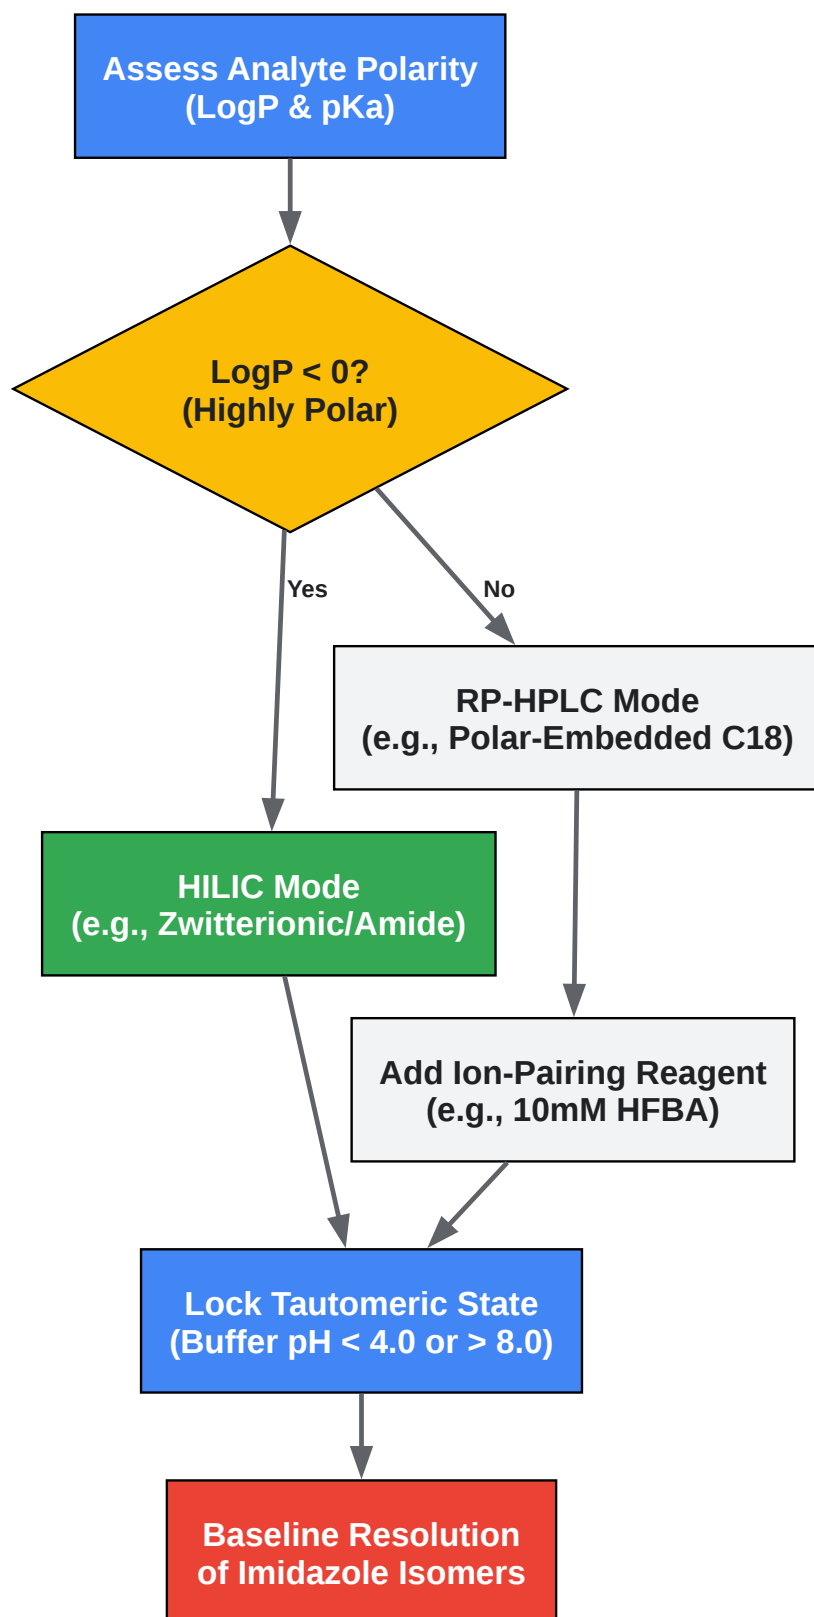 Assess Analyte Polarity
(LogP & pKa)
LogP < 0?
(Highly Polar)
Yes
No
RP-HPLC Mode
(e.g., Polar-Embedded C18)
HILIC Mode
(e.g., Zwitterionic/Amide)
Add Ion-Pairing Reagent
(e.g., 10mM HFBA)
Lock Tautomeric State
(Buffer pH < 4.0 or > 8.0)
Baseline Resolution
of Imidazole Isomers